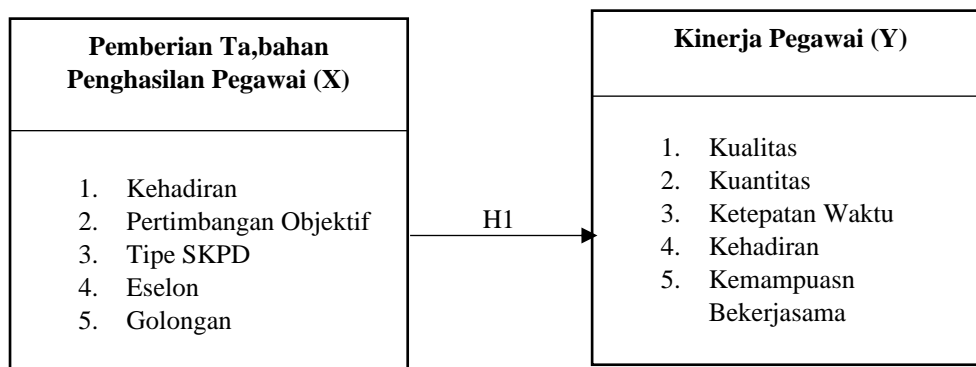 Pemberian Ta,bahan
Penghasilan Pegawai (X)
1. Kehadiran
2. Pertimbangan Objektif
3. Tipe SKPD
4. Eselon
5. Golongan
H1
Kinerja Pegawai (Y)
1. Kualitas
2. Kuantitas
3. Ketepatan Waktu
4. Kehadiran
5. Kemampuasn
Bekerjasama